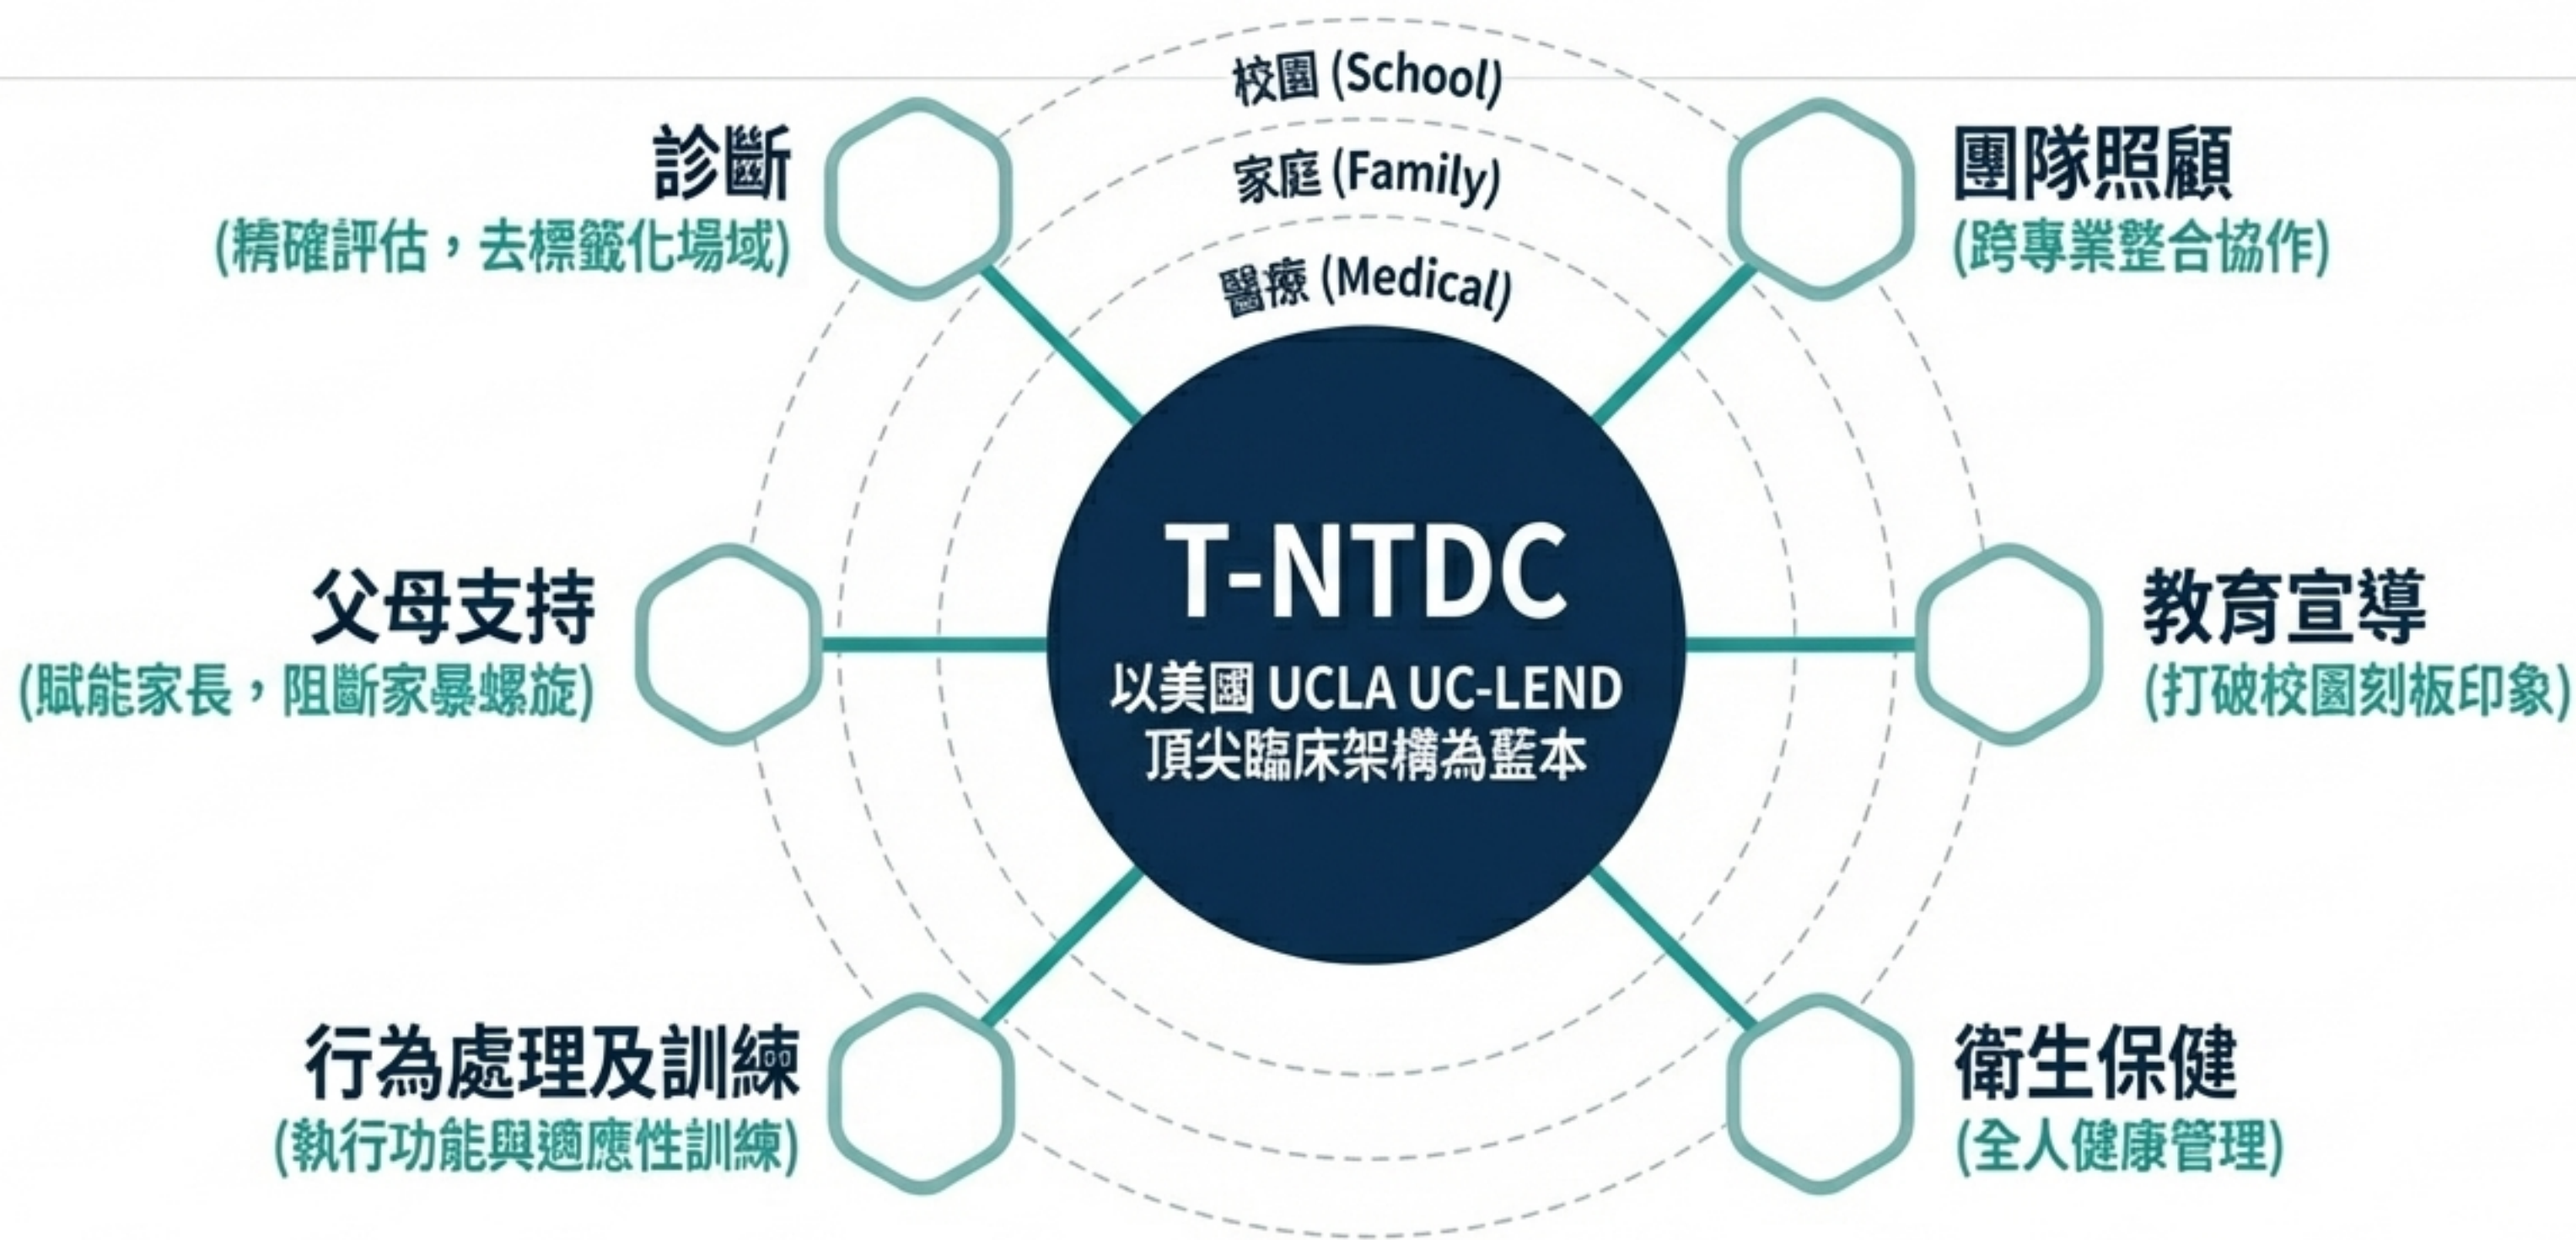 校園 (School)
家庭 (Family)
醫療 (Medical)
診斷
(精確評估，去標籤化場域)
團隊照顧
(跨專業整合協作)
T-NTDC
以美國 UCLA UC-LEND
頂尖臨床架構為藍本
父母支持
(賦能家長，阻斷家暴螺旋)
教育宣導
(打破校園刻板印象)
行為處理及訓練
(執行功能與適應性訓練)
衛生保健
(全人健康管理)